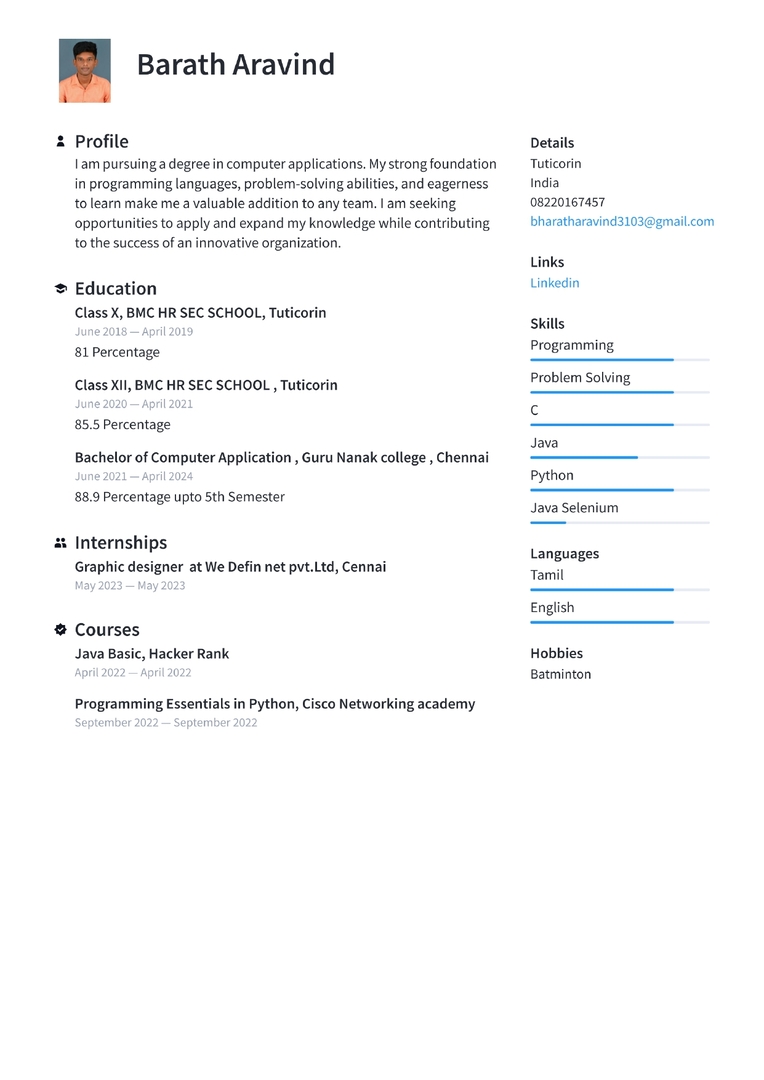 Barath Aravind
Profile
I am pursuing a degree in computer applications. My strong foundation
in programming languages, problem-solving abilities, and eagerness
to learn make me a valuable addition to any team. I am seeking
opportunities to apply and expand my knowledge while contributing
to the success of an innovative organization.
Education
Class X, BMC HR SEC SCHOOL, Tuticorin
June 2018 — April 2019
81 Percentage
Class XII, BMC HR SEC SCHOOL , Tuticorin
June 2020 — April 2021
85.5 Percentage
Bachelor of Computer Application , Guru Nanak college , Chennai
June 2021 — April 2024
88.9 Percentage upto 5th Semester
Internships
Graphic designer  at We Defin net pvt.Ltd, Cennai
May 2023 — May 2023
Courses
Java Basic, Hacker Rank
April 2022 — April 2022
Programming Essentials in Python, Cisco Networking academy
September 2022 — September 2022
Details
Tuticorin
India
08220167457
bharatharavind3103@gmail.com
Links
Linkedin
Skills
Programming
Problem Solving
C
Java
Python
Java Selenium
Languages
Tamil
English
Hobbies
Batminton